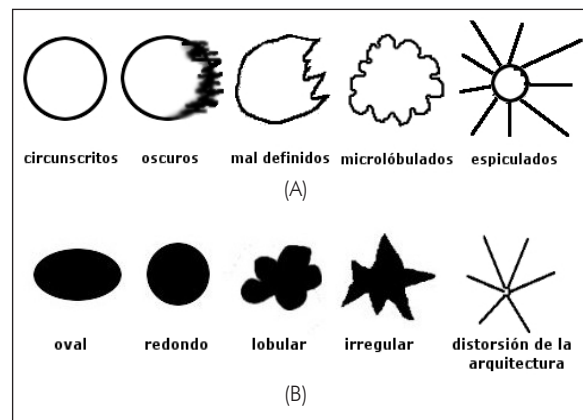 circunscritos oscuros mal definidos microlóbulados espiculados
(A)
oval redondo lobular irregular distorsión de la
arquitectura
(B)